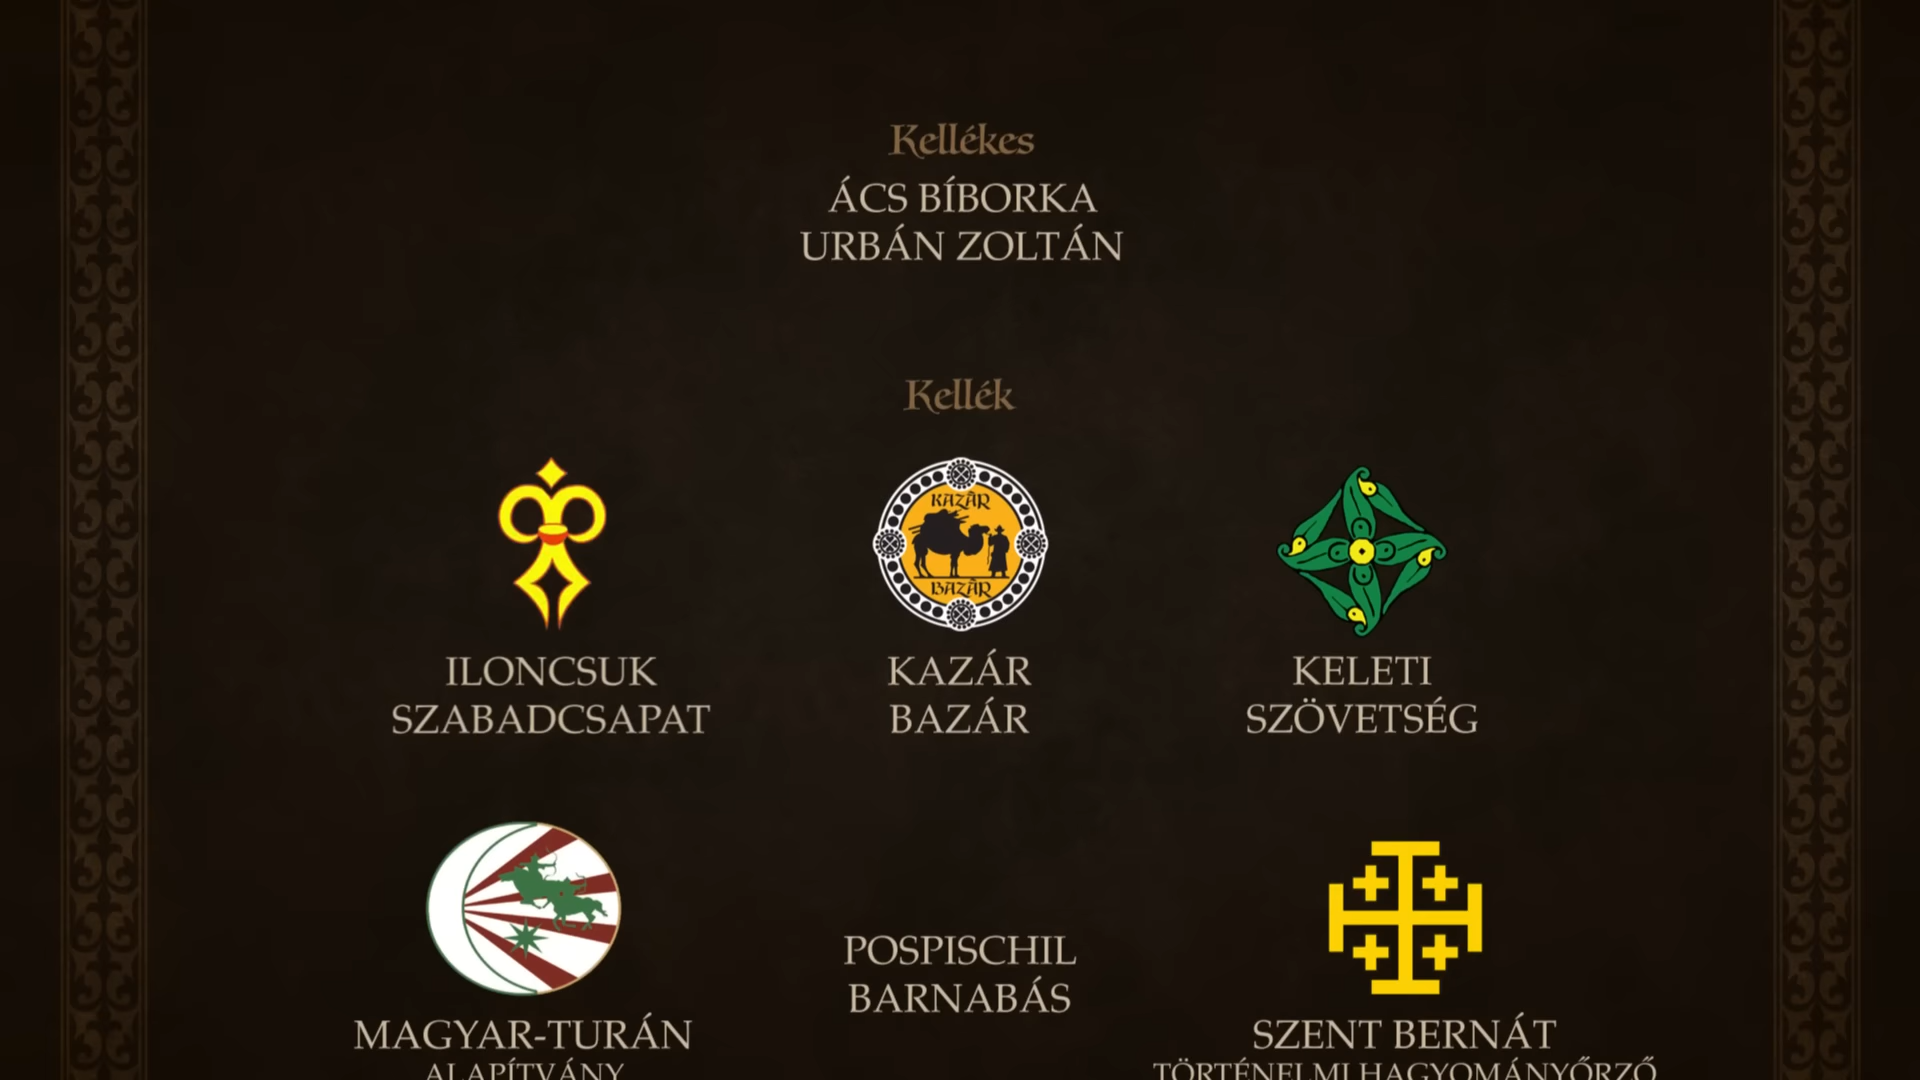 Kellékes
ÁCS BÍBORKA
URBÁN ZOLTÁN
Kellék
KAZÁR
BAZÁR
ILONCSUK
SZABADCSAPAT
KAZÁR
BAZÁR
KELETI
SZÖVETSÉG
MAGYAR-TURÁN
ALAPÍTVÁNY
POSPISCHIL
BARNABÁS
SZENT BERNÁT
TÖRTÉNELMI HAGYOMÁNYŐRZŐ